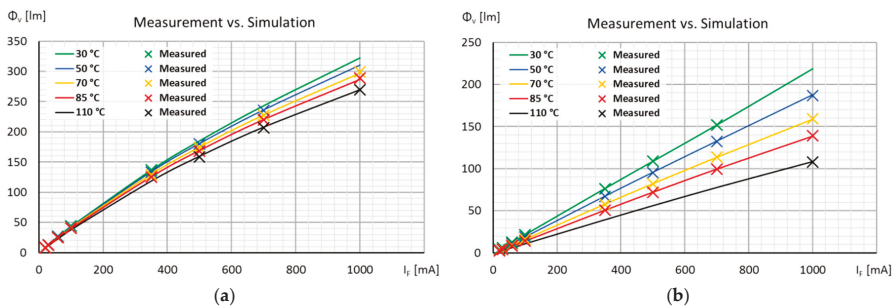 Φv [lm]
Measurement vs. Simulation
350
300
250
200
150
100
50
0
30 °C Measured
50 °C Measured
70 °C Measured
85 °C Measured
110 °C Measured
0 200 400 600 800 1000 IF [mA]
(a)
Φv [lm]
Measurement vs. Simulation
250
200
150
100
50
0
30 °C Measured
50 °C Measured
70 °C Measured
85 °C Measured
110 °C Measured
0 200 400 600 800 1000 IF [mA]
(b)